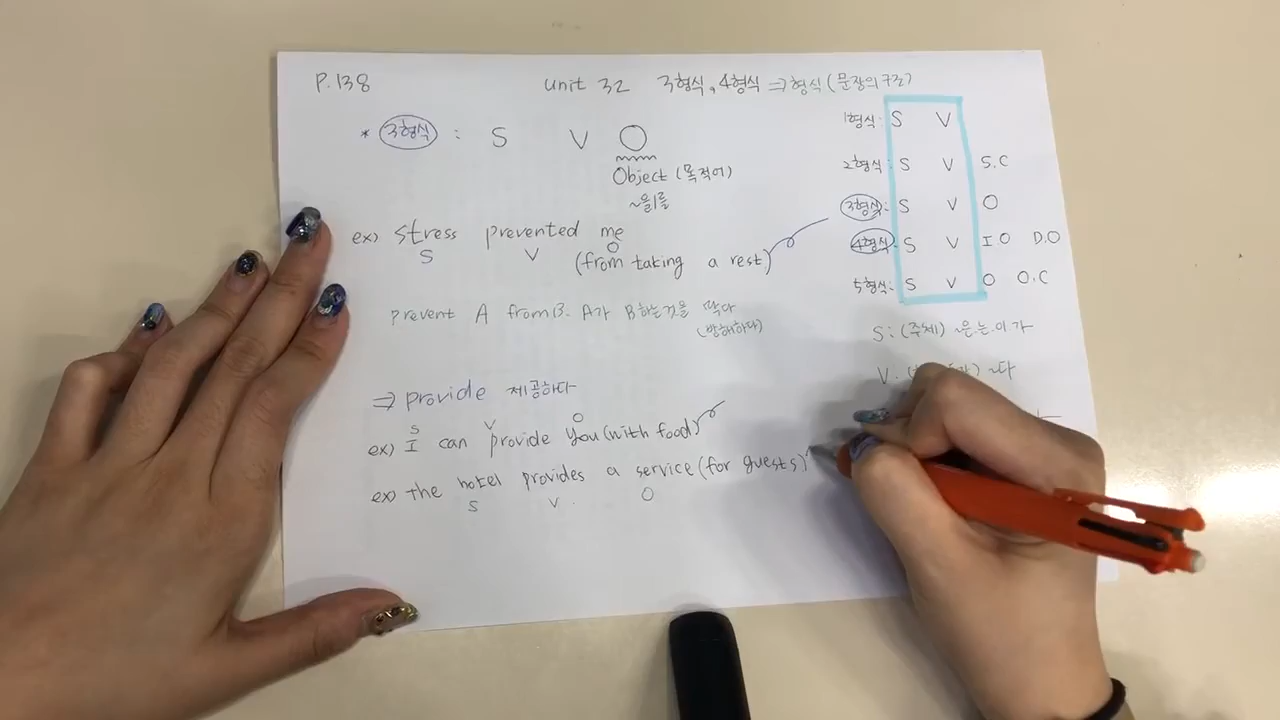 P.138
unit 32 3형식, 4형식 ⇒ 형식 (문장의 구조)
* 3형식 : S V O
Object (목적어)
~을/를
ex) stress prevented me
S V O
(from taking a rest)
prevent A from B. A가 B하는것을 막다
(방해하다)
⇒ provide 제공하다
S V O
ex) I can provide you (with food)
ex) the hotel provides a service (for guests)
S V O
1형식: S V
2형식: S V S.C
3형식: S V O
4형식: S V I.O D.O
5형식: S V O O.C
S: (주체) ~은.는.이.가
V. ~다